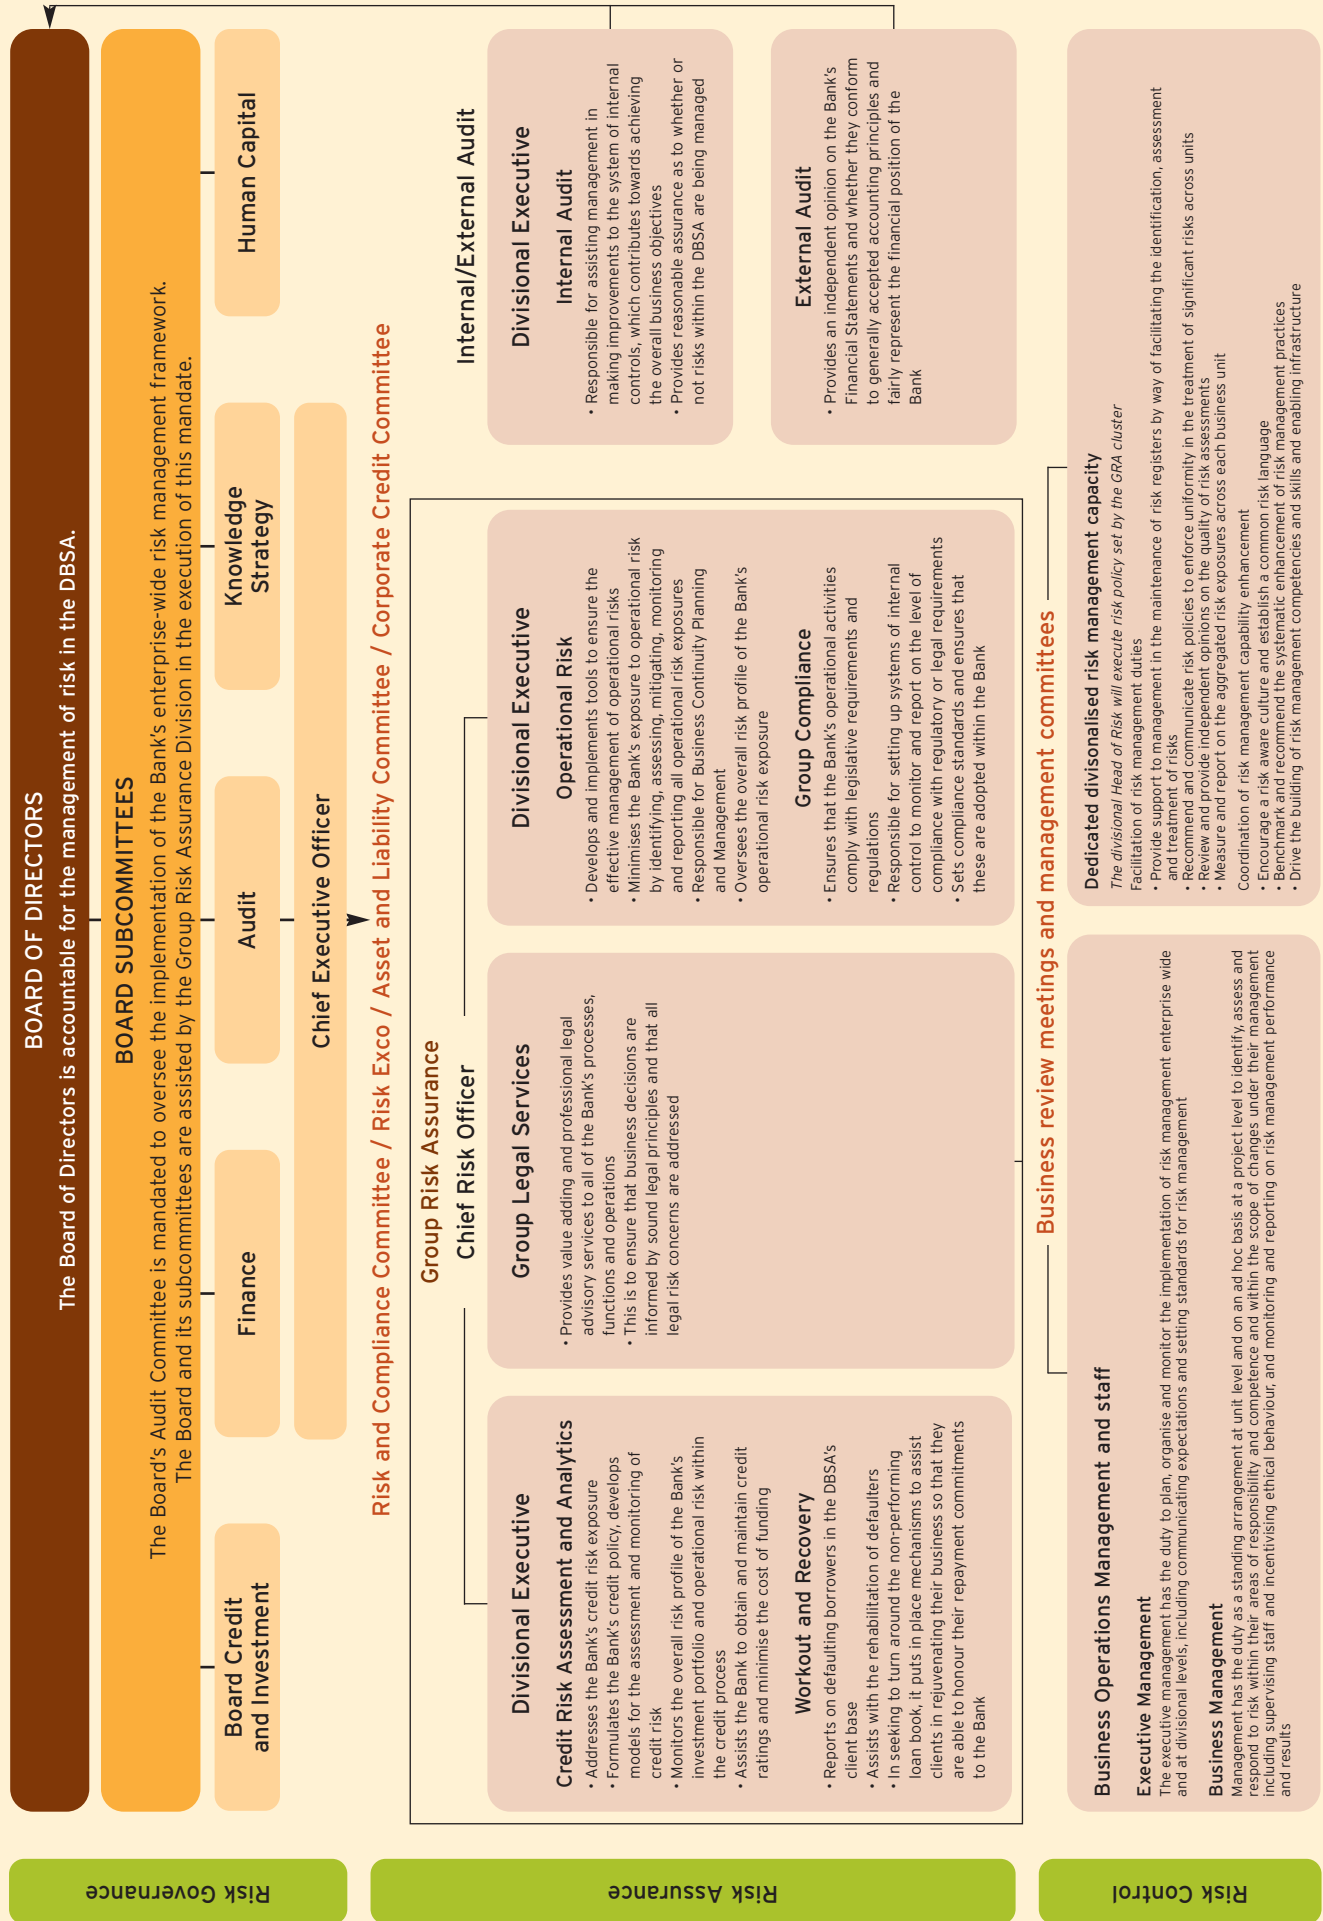 Risk Governance
BOARD OF DIRECTORS
The Board of Directors is accountable for the management of risk in the DBSA.
BOARD SUBCOMMITTEES
The Board's Audit Committee is mandated to oversee the implementation of the Bank's enterprise-wide risk management framework.
The Board and its subcommittees are assisted by the Group Risk Assurance Division in the execution of this mandate.
Board Credit
and Investment
Finance
Audit
Knowledge
Strategy
Human Capital
Chief Executive Officer
Risk Assurance
Risk and Compliance Committee / Risk Exco / Asset and Liability Committee / Corporate Credit Committee
Group Risk Assurance
Chief Risk Officer
Divisional Executive
Credit Risk Assessment and Analytics
• Addresses the Bank's credit risk exposure
• Formulates the Bank's credit policy, develops
models for the assessment and monitoring of
credit risk
• Monitors the overall risk profile of the Bank's
investment portfolio and operational risk within
the credit process
• Assists the Bank to obtain and maintain credit
ratings and minimise the cost of funding
Workout and Recovery
• Reports on defaulting borrowers in the DBSA's
client base
• Assists with the rehabilitation of defaulters
• In seeking to turn around the non-performing
loan book, it puts in place mechanisms to assist
clients in rejuvenating their business so that they
are able to honour their repayment commitments
to the Bank
Group Legal Services
• Provides value adding and professional legal
advisory services to all of the Bank's processes,
functions and operations
• This is to ensure that business decisions are
informed by sound legal principles and that all
legal risk concerns are addressed
Divisional Executive
Operational Risk
• Develops and implements tools to ensure the
effective management of operational risks
• Minimises the Bank's exposure to operational risk
by identifying, assessing, mitigating, monitoring
and reporting all operational risk exposures
• Responsible for Business Continuity Planning
and Management
• Oversees the overall risk profile of the Bank's
operational risk exposure
Group Compliance
• Ensures that the Bank's operational activities
comply with legislative requirements and
regulations
• Responsible for setting up systems of internal
control to monitor and report on the level of
compliance with regulatory or legal requirements
• Sets compliance standards and ensures that
these are adopted within the Bank
Internal/External Audit
Divisional Executive
Internal Audit
• Responsible for assisting management in
making improvements to the system of internal
controls, which contributes towards achieving
the overall business objectives
• Provides reasonable assurance as to whether or
not risks within the DBSA are being managed
External Audit
• Provides an independent opinion on the Bank's
Financial Statements and whether they conform
to generally accepted accounting principles and
fairly represent the financial position of the
Bank
Risk Control
Business review meetings and management committees
Business Operations Management and staff
Executive Management
The executive management has the duty to plan, organise and monitor the implementation of risk management enterprise wide
and at divisional levels, including communicating expectations and setting standards for risk management
Business Management
Management has the duty as a standing arrangement at unit level and on an ad hoc basis at a project level to identify, assess and
respond to risk within their areas of responsibility and competence and within the scope of changes under their management
including supervising staff and incentivising ethical behaviour, and monitoring and reporting on risk management performance
and results
Dedicated divisionalised risk management capacity
The divisional Head of Risk will execute risk policy set by the GRA cluster
Facilitation of risk management duties
• Provide support to management in the maintenance of risk registers by way of facilitating the identification, assessment
and treatment of risks
• Recommend and communicate risk policies to enforce uniformity in the treatment of significant risks across units
• Review and provide independent opinions on the quality of risk assessments
• Measure and report on the aggregated risk exposures across each business unit
Coordination of risk management capability enhancement
• Encourage a risk aware culture and establish a common risk language
• Benchmark and recommend the systematic enhancement of risk management practices
• Drive the building of risk management competencies and skills and enabling infrastructure